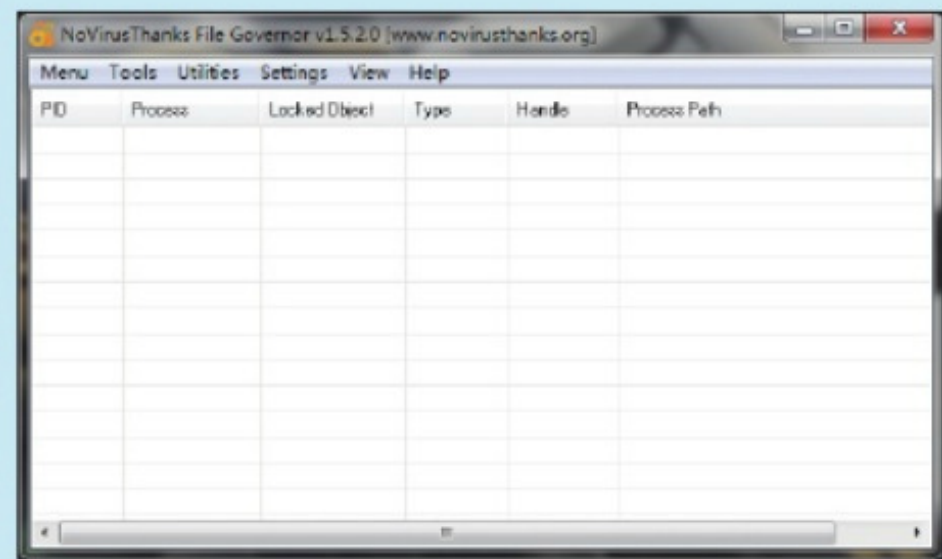 NoVirusThanks File Governor v1.5.2.0 [www.novirusthanks.org]
Menu Tools Utilities Settings View Help
PID Process Locked Object Type Handle Process Path